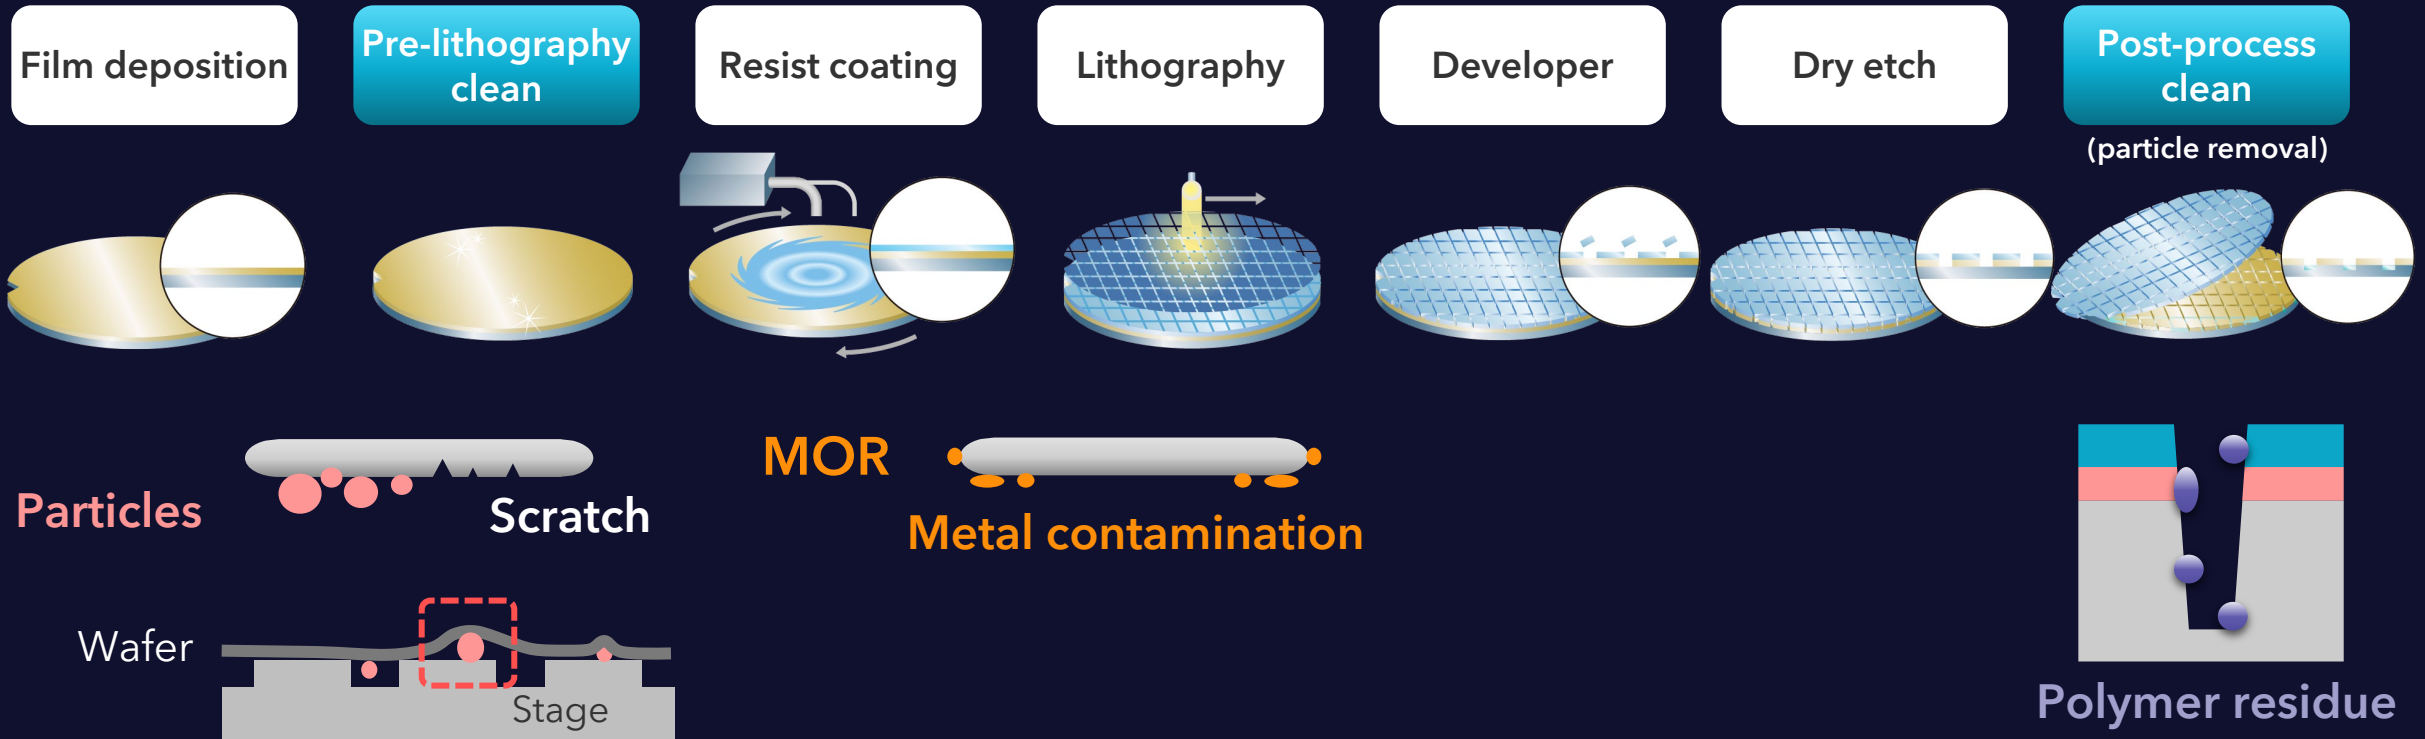 Film deposition
Pre-lithography
clean
Resist coating
Lithography
Developer
Dry etch
Post-process
clean
(particle removal)
Particles
Scratch
MOR
Metal contamination
Wafer
Stage
Polymer residue